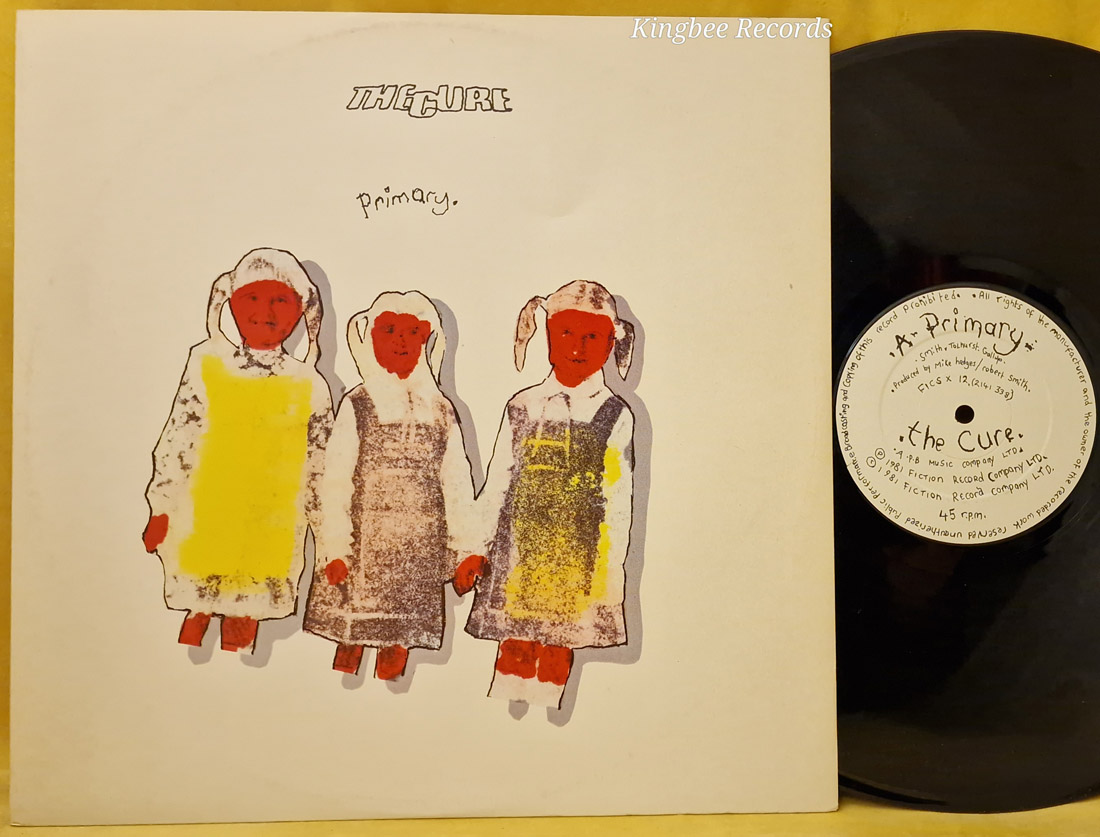 Kingbee Records
THE CURE
primary.
.All rights of the manufacturer and the owner of the recorded work reserved unauthorised Public Performance Broadcasting and Copying of this record prohibited.
.A- Primary.
.Smith. Tolhurst. Gallup.
.Produced by Mike hedges/robert Smith.
FICS X 12.(2141 338)
.the Cure.
.A P.B MUSIC company LTD.
© 1981 FICTION RECORD Company LTD.
Ⓟ 1981 FICTION Record company LTD.
45 r.p.m.